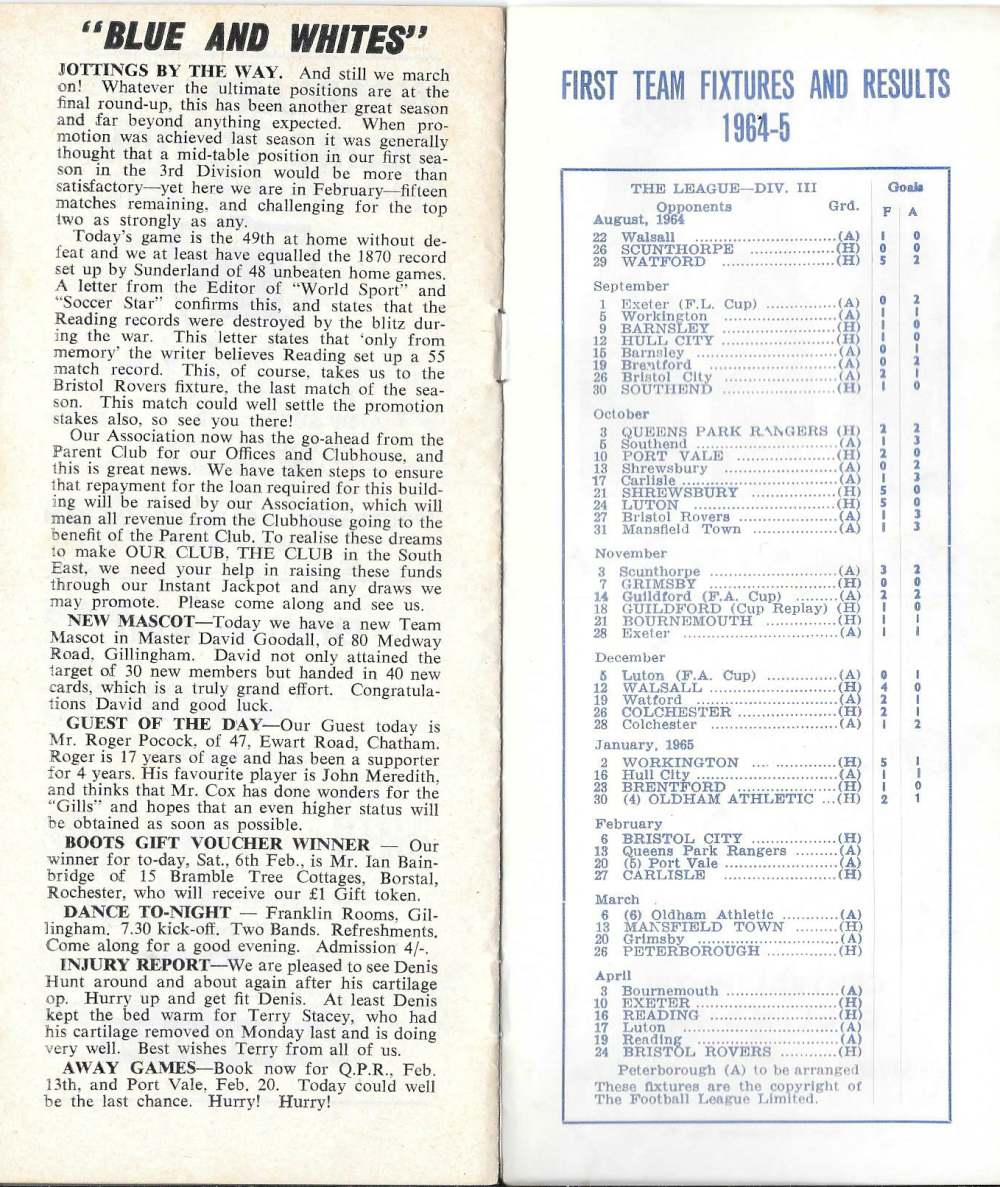 "BLUE AND WHITES"
JOTTINGS BY THE WAY. And still we march
on! Whatever the ultimate positions are at the
final round-up, this has been another great season
and far beyond anything expected. When pro-
motion was achieved last season it was generally
thought that a mid-table position in our first sea-
son in the 3rd Division would be more than
satisfactory—yet here we are in February—fifteen
matches remaining, and challenging for the top
two as strongly as any.
Today's game is the 49th at home without de-
feat and we at least have equalled the 1870 record
set up by Sunderland of 48 unbeaten home games.
A letter from the Editor of "World Sport" and
"Soccer Star" confirms this, and states that the
Reading records were destroyed by the blitz dur-
ing the war. This letter states that 'only from
memory' the writer believes Reading set up a 55
match record. This, of course, takes us to the
Bristol Rovers fixture, the last match of the sea-
son. This match could well settle the promotion
stakes also, so see you there!
Our Association now has the go-ahead from the
Parent Club for our Offices and Clubhouse, and
this is great news. We have taken steps to ensure
that repayment for the loan required for this build-
ing will be raised by our Association, which will
mean all revenue from the Clubhouse going to the
benefit of the Parent Club. To realise these dreams
to make OUR CLUB, THE CLUB in the South
East, we need your help in raising these funds
through our Instant Jackpot and any draws we
may promote. Please come along and see us.
NEW MASCOT—Today we have a new Team
Mascot in Master David Goodall, of 80 Medway
Road, Gillingham. David not only attained the
target of 30 new members but handed in 40 new
cards, which is a truly grand effort. Congratula-
tions David and good luck.
GUEST OF THE DAY—Our Guest today is
Mr. Roger Pocock, of 47, Ewart Road, Chatham.
Roger is 17 years of age and has been a supporter
for 4 years. His favourite player is John Meredith,
and thinks that Mr. Cox has done wonders for the
"Gills" and hopes that an even higher status will
be obtained as soon as possible.
BOOTS GIFT VOUCHER WINNER — Our
winner for to-day, Sat., 6th Feb., is Mr. Ian Bain-
bridge of 15 Bramble Tree Cottages, Borstal,
Rochester, who will receive our £1 Gift token.
DANCE TO-NIGHT — Franklin Rooms, Gil-
lingham. 7.30 kick-off. Two Bands. Refreshments.
Come along for a good evening. Admission 4/-.
INJURY REPORT—We are pleased to see Denis
Hunt around and about again after his cartilage
op. Hurry up and get fit Denis. At least Denis
kept the bed warm for Terry Stacey, who had
his cartilage removed on Monday last and is doing
very well. Best wishes Terry from all of us.
AWAY GAMES—Book now for Q.P.R., Feb.
13th, and Port Vale, Feb. 20. Today could well
be the last chance. Hurry! Hurry!
FIRST TEAM FIXTURES AND RESULTS
1964-5
THE LEAGUE—DIV. III Goals
Opponents Grd. F A
August, 1964
22 Walsall (A) 1 0
26 SCUNTHORPE (H) 0 0
29 WATFORD (H) 5 2
September
1 Exeter (F.L. Cup) (A) 0 2
5 Workington (A) 1 1
9 BARNSLEY (H) 1 0
12 HULL CITY (H) 1 0
15 Barnsley (A) 0 1
19 Brentford (A) 0 2
26 Bristol City (A) 2 1
30 SOUTHEND (H) 1 0
October
3 QUEENS PARK RANGERS (H) 2 2
5 Southend (A) 1 3
10 PORT VALE (H) 2 0
13 Shrewsbury (A) 0 2
17 Carlisle (A) 1 3
21 SHREWSBURY (H) 5 0
24 LUTON (H) 5 0
27 Bristol Rovers (A) 1 3
31 Mansfield Town (A) 1 3
November
3 Scunthorpe (A) 3 2
7 GRIMSBY (H) 0 0
14 Guildford (F.A. Cup) (A) 2 2
18 GUILDFORD (Cup Replay) (H) 1 0
21 BOURNEMOUTH (H) 1 1
28 Exeter (A) 1 1
December
5 Luton (F.A. Cup) (A) 0 1
12 WALSALL (H) 4 0
19 Watford (A) 2 1
26 COLCHESTER (H) 2 1
28 Colchester (A) 1 2
January, 1965
2 WORKINGTON (H) 5 1
16 Hull City (A) 1 1
23 BRENTFORD (H) 1 0
30 (4) OLDHAM ATHLETIC (H) 2 1
February
6 BRISTOL CITY (H)
13 Queens Park Rangers (A)
20 (5) Port Vale (A)
27 CARLISLE (H)
March
6 (6) Oldham Athletic (A)
13 MANSFIELD TOWN (H)
20 Grimsby (A)
26 PETERBOROUGH (H)
April
3 Bournemouth (A)
10 EXETER (H)
16 READING (H)
17 Luton (A)
19 Reading (A)
24 BRISTOL ROVERS (H)
Peterborough (A) to be arranged
These fixtures are the copyright of
The Football League Limited.